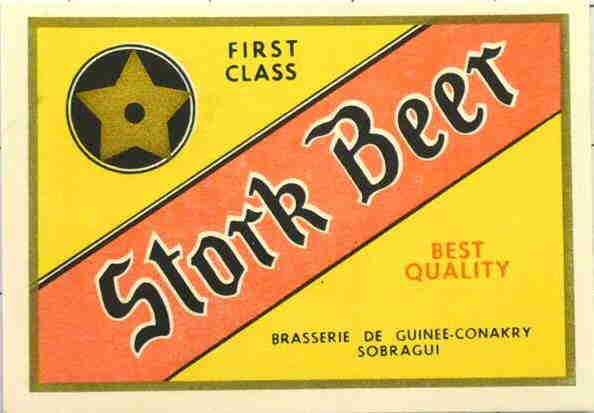 FIRST
CLASS
Stork Beer
BEST
QUALITY
BRASSERIE DE GUINEE-CONAKRY
SOBRAGUI